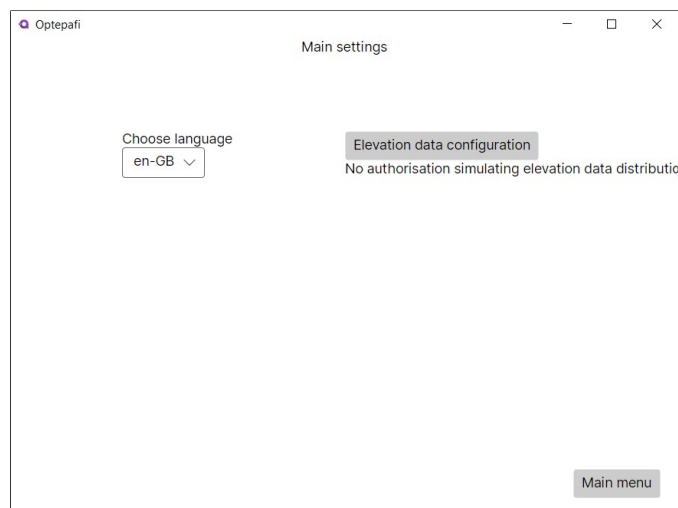 Optepafi
Main settings
Choose language
en-GB
Elevation data configuration
No authorisation simulating elevation data distributio
Main menu